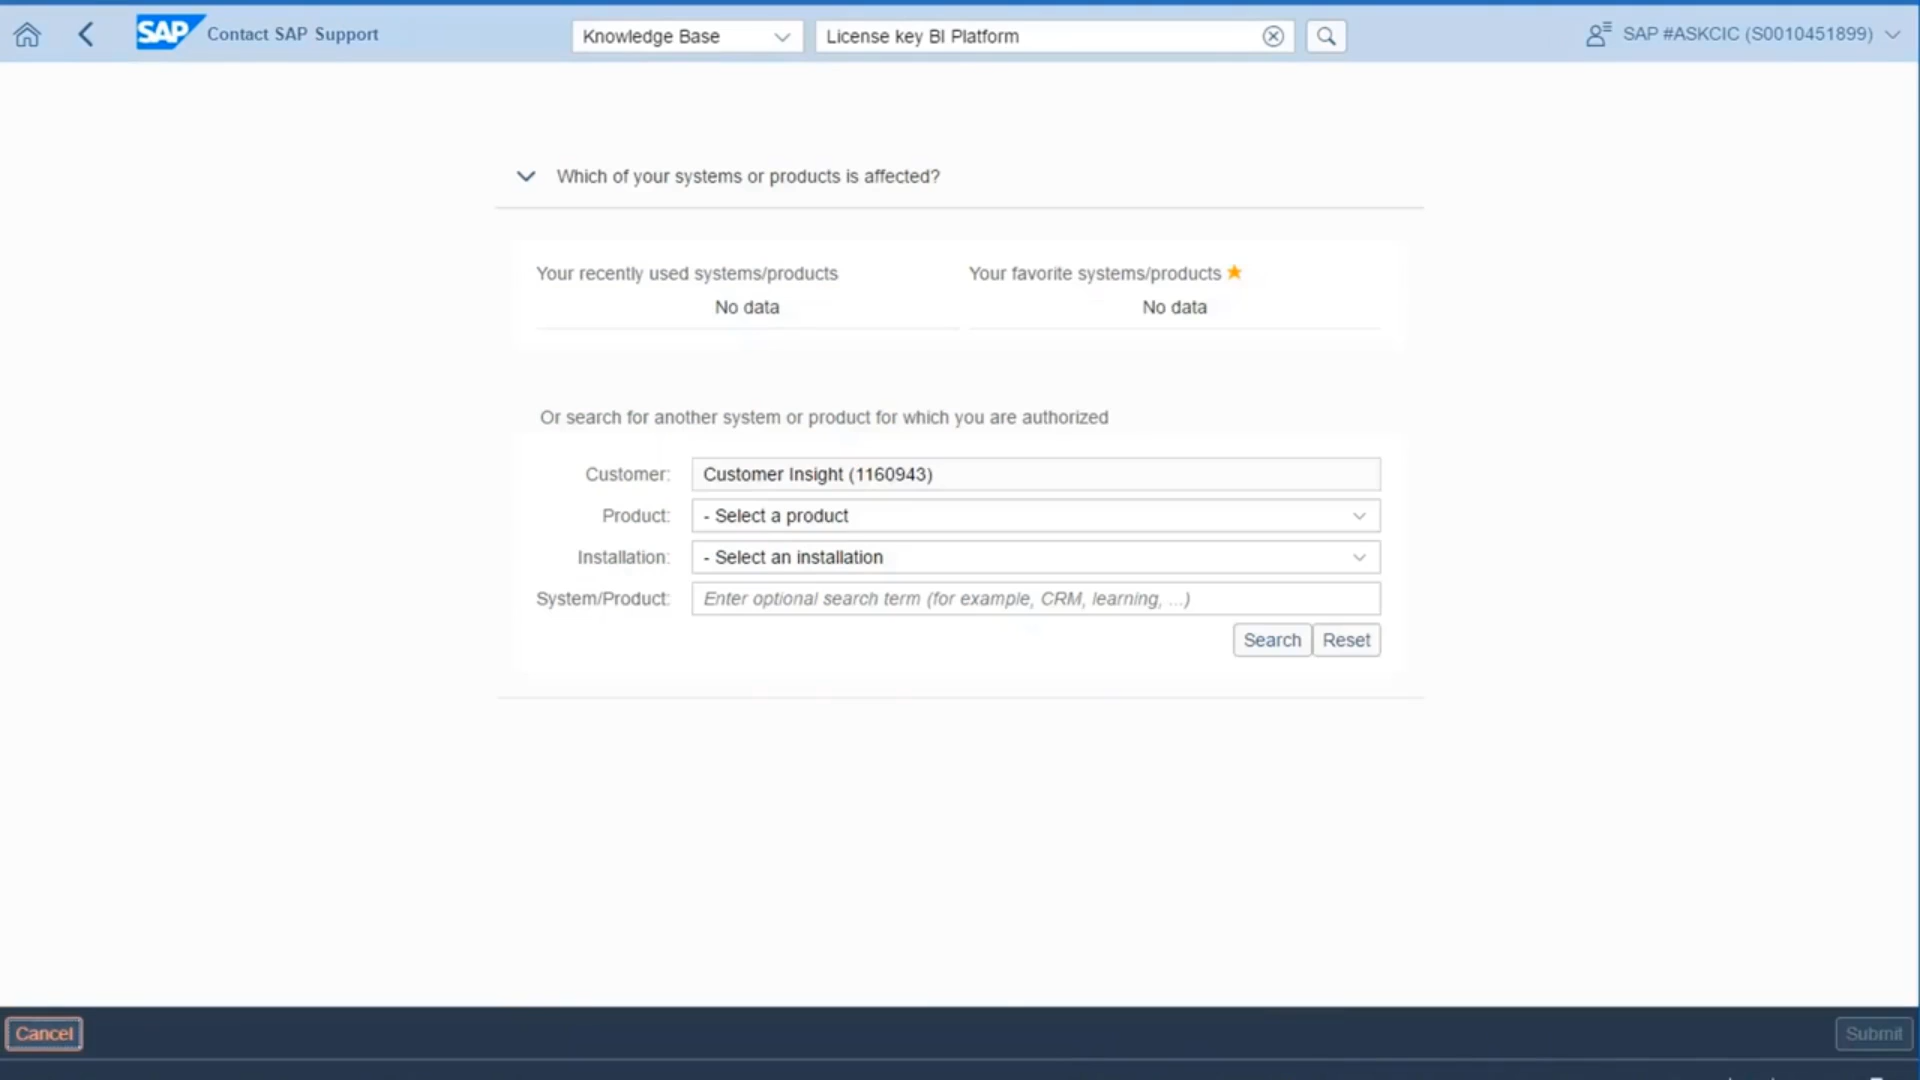 SAP Contact SAP Support Knowledge Base License key BI Platform SAP #ASKCIC (S0010451899)
Which of your systems or products is affected?
Your recently used systems/products Your favorite systems/products
No data No data
Or search for another system or product for which you are authorized
Customer: Customer Insight (1160943)
Product: - Select a product
Installation: - Select an installation
System/Product: Enter optional search term (for example, CRM, learning, ...)
Search Reset
Cancel Submit